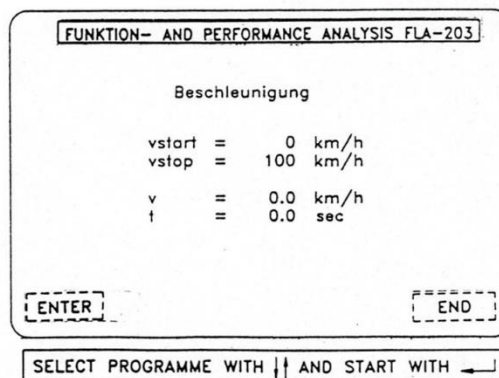 FUNKTION- AND PERFORMANCE ANALYSIS FLA-203
Beschleunigung
vstart = 0 km/h
vstop = 100 km/h
v = 0.0 km/h
t = 0.0 sec
ENTER END
SELECT PROGRAMME WITH ↓↑ AND START WITH ←